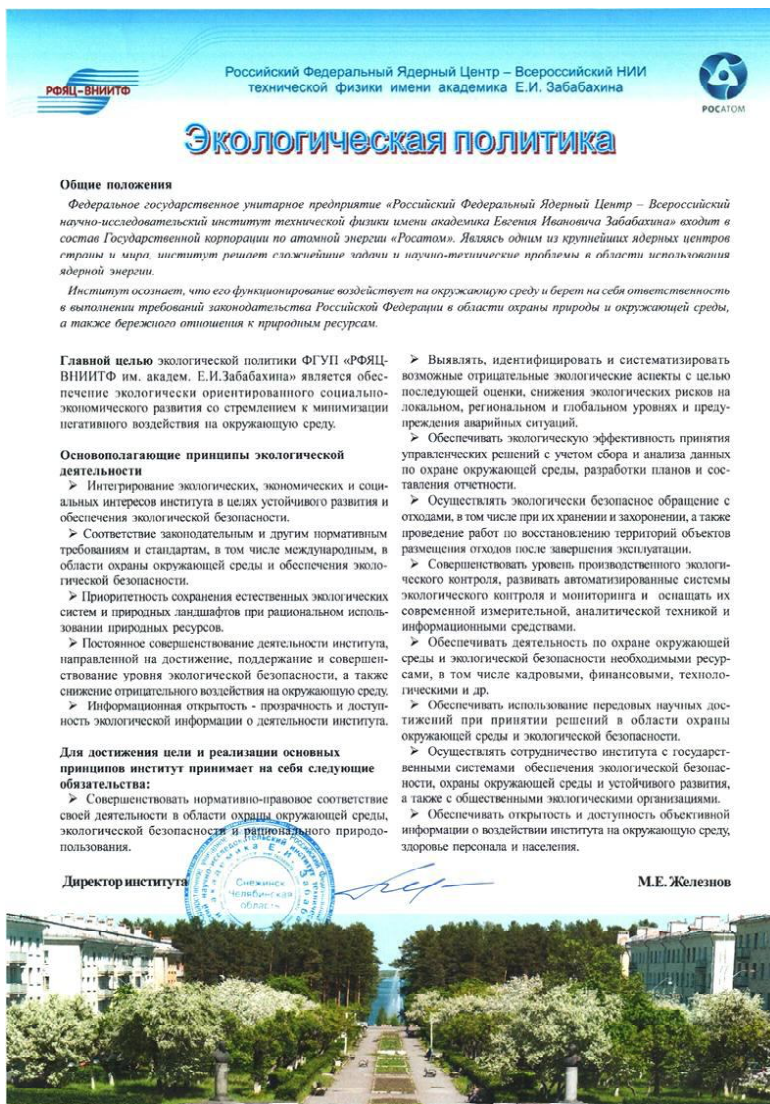 РФЯЦ-ВНИИТФ
Российский Федеральный Ядерный Центр – Всероссийский НИИ
технической физики имени академика Е.И. Забабахина
РОСАТОМ
Экологическая политика
Общие положения
Федеральное государственное унитарное предприятие «Российский Федеральный Ядерный Центр – Всероссийский
научно-исследовательский институт технической физики имени академика Евгения Ивановича Забабахина» входит в
состав Государственной корпорации по атомной энергии «Росатом». Являясь одним из крупнейших ядерных центров
страны и мира, институт решает сложнейшие задачи и научно-технические проблемы в области использования
ядерной энергии.
Институт осознает, что его функционирование воздействует на окружающую среду и берет на себя ответственность
в выполнении требований законодательства Российской Федерации в области охраны природы и окружающей среды,
а также бережного отношения к природным ресурсам.
Главной целью экологической политики ФГУП «РФЯЦ-
ВНИИТФ им. академ. Е.И.Забабахина» является обес-
печение экологически ориентированного социально-
экономического развития со стремлением к минимизации
негативного воздействия на окружающую среду.
Основополагающие принципы экологической
деятельности
➢ Интегрирование экологических, экономических и соци-
альных интересов института в целях устойчивого развития и
обеспечения экологической безопасности.
➢ Соответствие законодательным и другим нормативным
требованиям и стандартам, в том числе международным, в
области охраны окружающей среды и обеспечения эколо-
гической безопасности.
➢ Приоритетность сохранения естественных экологических
систем и природных ландшафтов при рациональном исполь-
зовании природных ресурсов.
➢ Постоянное совершенствование деятельности института,
направленной на достижение, поддержание и совершен-
ствование уровня экологической безопасности, а также
снижение отрицательного воздействия на окружающую среду.
➢ Информационная открытость - прозрачность и доступ-
ность экологической информации о деятельности института.
Для достижения цели и реализации основных
принципов институт принимает на себя следующие
обязательства:
➢ Совершенствовать нормативно-правовое соответствие
своей деятельности в области охраны окружающей среды,
экологической безопасности и рационального природо-
пользования.
➢ Выявлять, идентифицировать и систематизировать
возможные отрицательные экологические аспекты с целью
последующей оценки, снижения экологических рисков на
локальном, региональном и глобальном уровнях и преду-
преждения аварийных ситуаций.
➢ Обеспечивать экологическую эффективность принятия
управленческих решений с учетом сбора и анализа данных
по охране окружающей среды, разработки планов и сос-
тавления отчетности.
➢ Осуществлять экологически безопасное обращение с
отходами, в том числе при их хранении и захоронении, а также
проведение работ по восстановлению территорий объектов
размещения отходов после завершения эксплуатации.
➢ Совершенствовать уровень производственного экологи-
ческого контроля, развивать автоматизированные системы
экологического контроля и мониторинга и оснащать их
современной измерительной, аналитической техникой и
информационными средствами.
➢ Обеспечивать деятельность по охране окружающей
среды и экологической безопасности необходимыми ресур-
сами, в том числе кадровыми, финансовыми, техноло-
гическими и др.
➢ Обеспечивать использование передовых научных дос-
тижений при принятии решений в области охраны
окружающей среды и экологической безопасности.
➢ Осуществлять сотрудничество института с государст-
венными системами обеспечения экологической безопас-
ности, охраны окружающей среды и устойчивого развития,
а также с общественными экологическими организациями.
➢ Обеспечивать открытость и доступность объективной
информации о воздействии института на окружающую среду,
здоровье персонала и населения.
Директор института
Снежинск
Челябинская
область
М.Е. Железнов